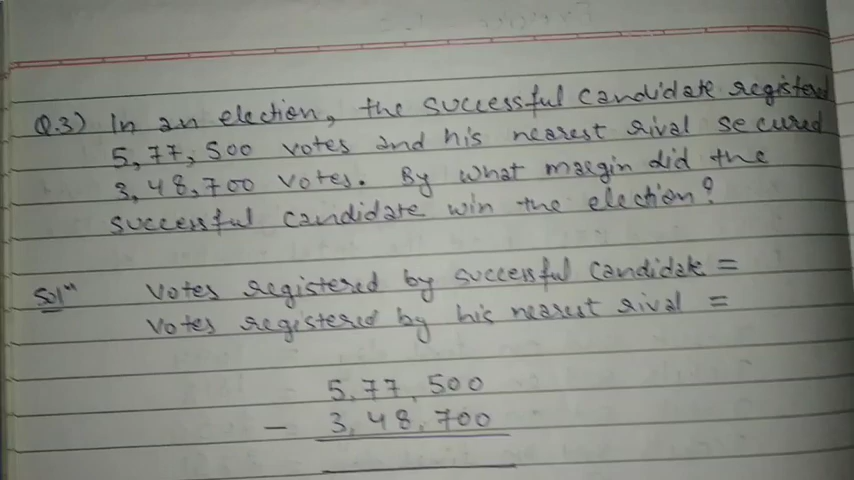 Q.3) In an election, the successful candidate registered
5,77,500 votes and his nearest rival secured
3,48,700 votes. By what margin did the
successful candidate win the election?
Solⁿ Votes registered by successful candidate =
Votes registered by his nearest rival =
5,77,500
- 3,48,700